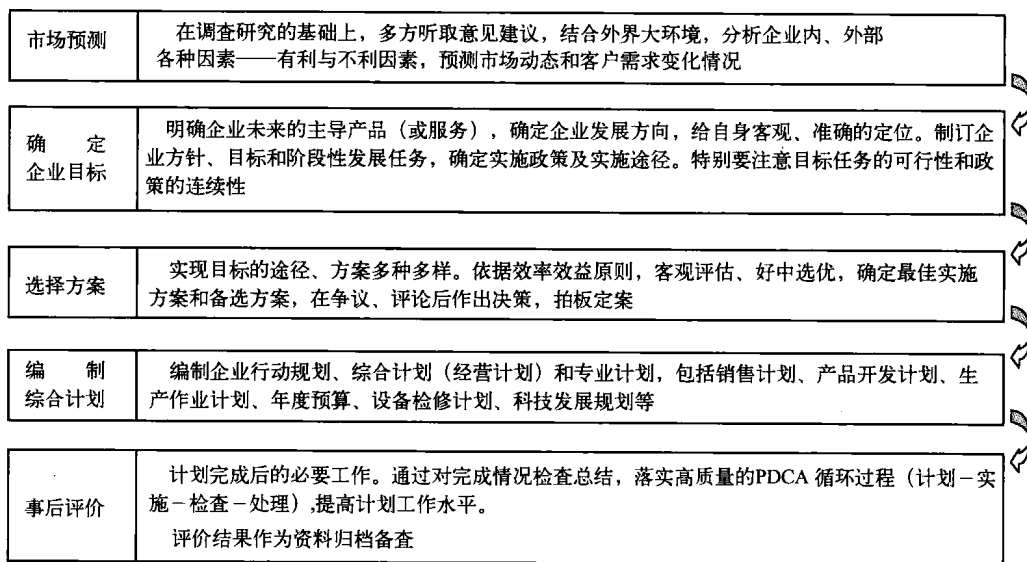 市场预测
在调查研究的基础上，多方听取意见建议，结合外界大环境，分析企业内、外部
各种因素——有利与不利因素，预测市场动态和客户需求变化情况
确 定
企业目标
明确企业未来的主导产品（或服务），确定企业发展方向，给自身客观、准确的定位。制订企
业方针、目标和阶段性发展任务，确定实施政策及实施途径。特别要注意目标任务的可行性和政
策的连续性
选择方案
实现目标的途径、方案多种多样。依据效率效益原则，客观评估、好中选优，确定最佳实施
方案和备选方案，在争议、评论后作出决策，拍板定案
编 制
综合计划
编制企业行动规划、综合计划（经营计划）和专业计划，包括销售计划、产品开发计划、生
产作业计划、年度预算、设备检修计划、科技发展规划等
事后评价
计划完成后的必要工作。通过对完成情况检查总结，落实高质量的PDCA 循环过程（计划－实
施－检查－处理）,提高计划工作水平。
评价结果作为资料归档备查